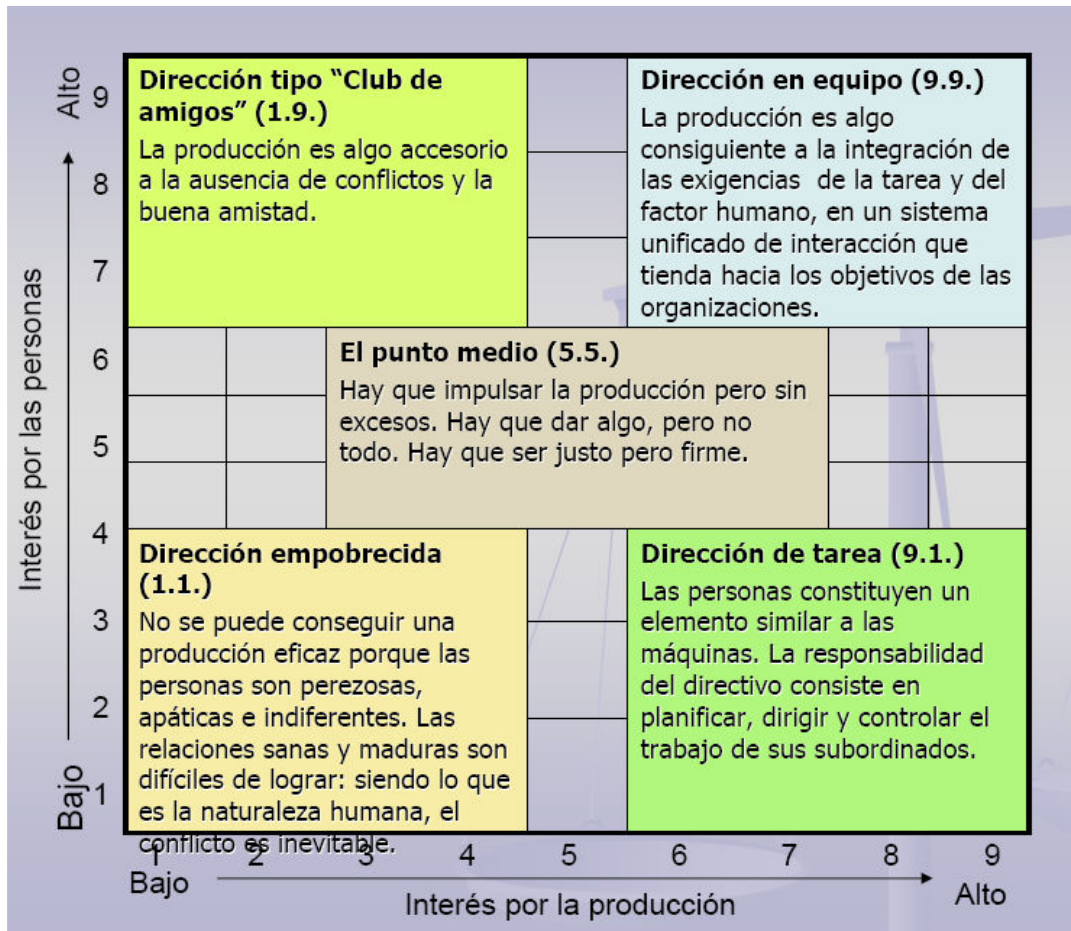 Alto
9
8
7
6
5
4
3
2
1
Bajo
Interés por las personas
Dirección tipo “Club de
amigos” (1.9.)
La producción es algo accesorio
a la ausencia de conflictos y la
buena amistad.
Dirección en equipo (9.9.)
La producción es algo
consiguiente a la integración de
las exigencias de la tarea y del
factor humano, en un sistema
unificado de interacción que
tienda hacia los objetivos de las
organizaciones.
El punto medio (5.5.)
Hay que impulsar la producción pero sin
excesos. Hay que dar algo, pero no
todo. Hay que ser justo pero firme.
Dirección empobrecida
(1.1.)
No se puede conseguir una
producción eficaz porque las
personas son perezosas,
apáticas e indiferentes. Las
relaciones sanas y maduras son
difíciles de lograr: siendo lo que
es la naturaleza humana, el
conflicto es inevitable.
Dirección de tarea (9.1.)
Las personas constituyen un
elemento similar a las
máquinas. La responsabilidad
del directivo consiste en
planificar, dirigir y controlar el
trabajo de sus subordinados.
1 2 3 4 5 6 7 8 9
Bajo
Alto
Interés por la producción